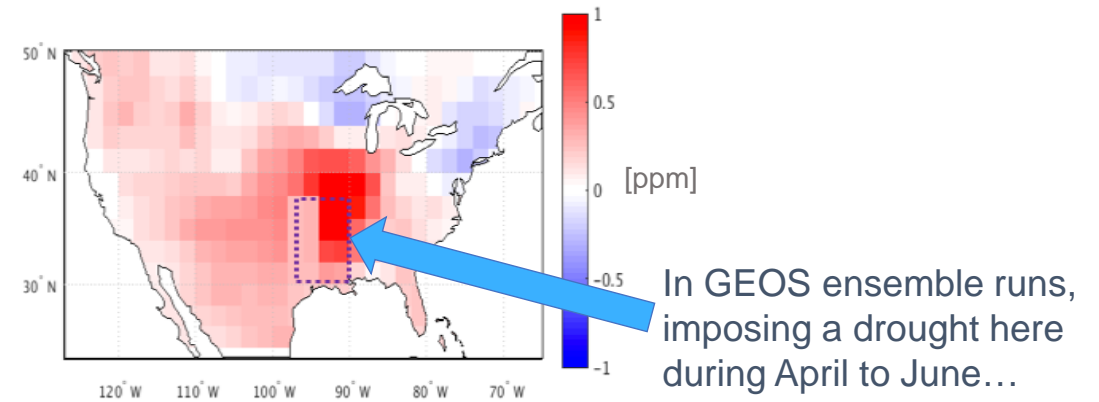 1
50° N
0.5
40° N
0
[ppm]
30° N
-0.5
In GEOS ensemble runs,
imposing a drought here
during April to June…
-1
120° W 110° W 100° W 90° W 80° W 70° W